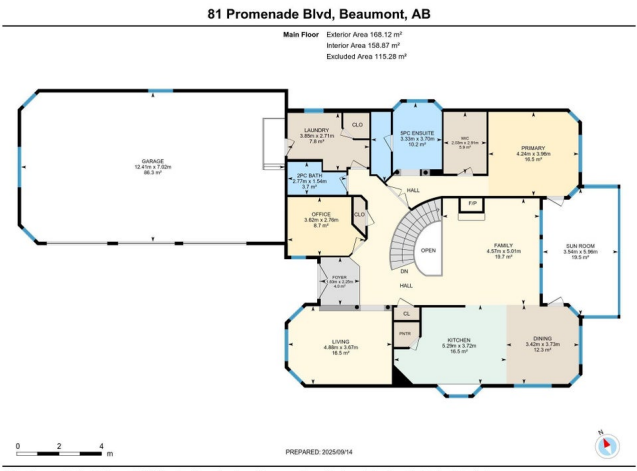 81 Promenade Blvd, Beaumont, AB
Main Floor Exterior Area 168.12 m²
Interior Area 158.87 m²
Excluded Area 115.28 m²
GARAGE
12.41m x 7.02m
86.3 m²
LAUNDRY
3.85m x 2.71m
7.8 m²
CLO
5PC ENSUITE
3.33m x 3.70m
10.2 m²
WIC
PRIMARY
4.24m x 3.96m
16.5 m²
2PC BATH
2.77m x 1.54m
3.7 m²
HALL
OFFICE
3.82m x 2.76m
8.7 m²
CLO
F/P
OPEN
FAMILY
4.57m x 5.01m
19.7 m²
SUN ROOM
3.54m x 5.96m
19.5 m²
FOYER
DN
HALL
CL
PNTR
LIVING
4.86m x 3.67m
16.5 m²
KITCHEN
5.29m x 3.72m
16.5 m²
DINING
3.42m x 3.73m
12.3 m²
N
0 2 4
m
PREPARED: 2025/09/14